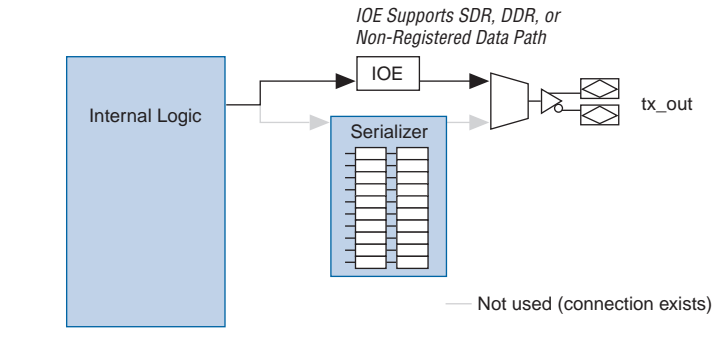 IOE Supports SDR, DDR, or
Non-Registered Data Path
IOE
Internal Logic
tx_out
Serializer
Not used (connection exists)